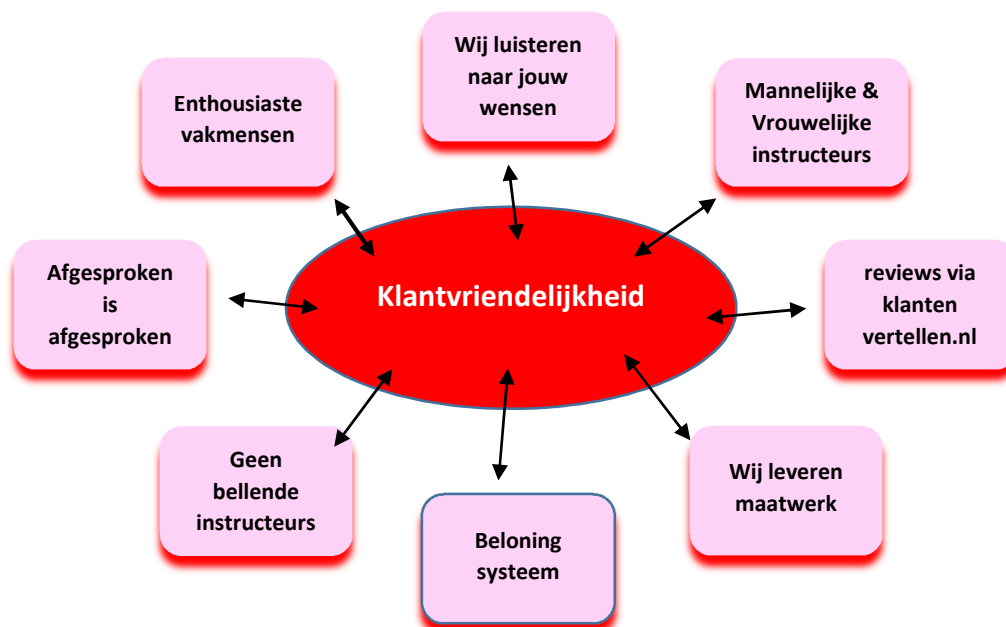 Wij luisteren
naar jouw
wensen
Enthousiaste
vakmensen
Mannelijke &
Vrouwelijke
instructeurs
Afgesproken
is
afgesproken
Klantvriendelijkheid
reviews via
klanten
vertellen.nl
Geen
bellende
instructeurs
Beloning
systeem
Wij leveren
maatwerk